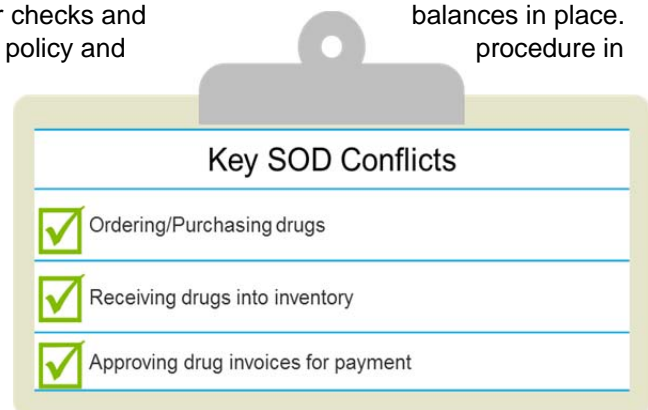 r checks and balances in place.
policy and procedure in
Key SOD Conflicts
Ordering/Purchasing drugs
Receiving drugs into inventory
Approving drug invoices for payment